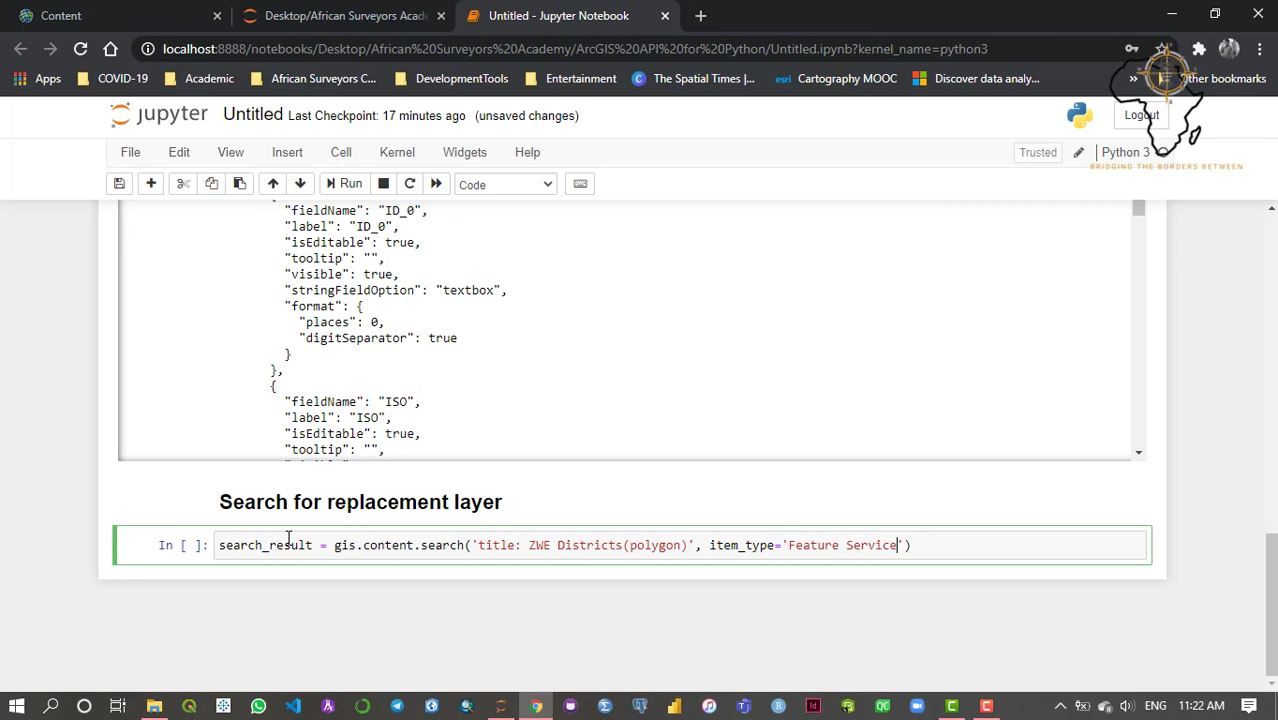 Content
Desktop/African Surveyors Acade
Untitled - Jupyter Notebook
localhost:8888/notebooks/Desktop/African%20Surveyors%20Academy/ArcGIS%20API%20for%20Python/Untitled.ipynb?kernel_name=python3
Apps COVID-19 Academic African Surveyors C... DevelopmentTools Entertainment The Spatial Times |... esri Cartography MOOC Discover data analy... » Other bookmarks
jupyter Untitled Last Checkpoint: 17 minutes ago (unsaved changes) Logout
File Edit View Insert Cell Kernel Widgets Help Trusted Python 3
BRIDGING THE BORDERS BETWEEN
Run Code
{
"fieldName": "ID_0",
"label": "ID_0",
"isEditable": true,
"tooltip": "",
"visible": true,
"stringFieldOption": "textbox",
"format": {
"places": 0,
"digitSeparator": true
}
},
{
"fieldName": "ISO",
"label": "ISO",
"isEditable": true,
"tooltip": "",
Search for replacement layer
In [ ]: search_result = gis.content.search('title: ZWE Districts(polygon)', item_type='Feature Service')
ENG 11:22 AM